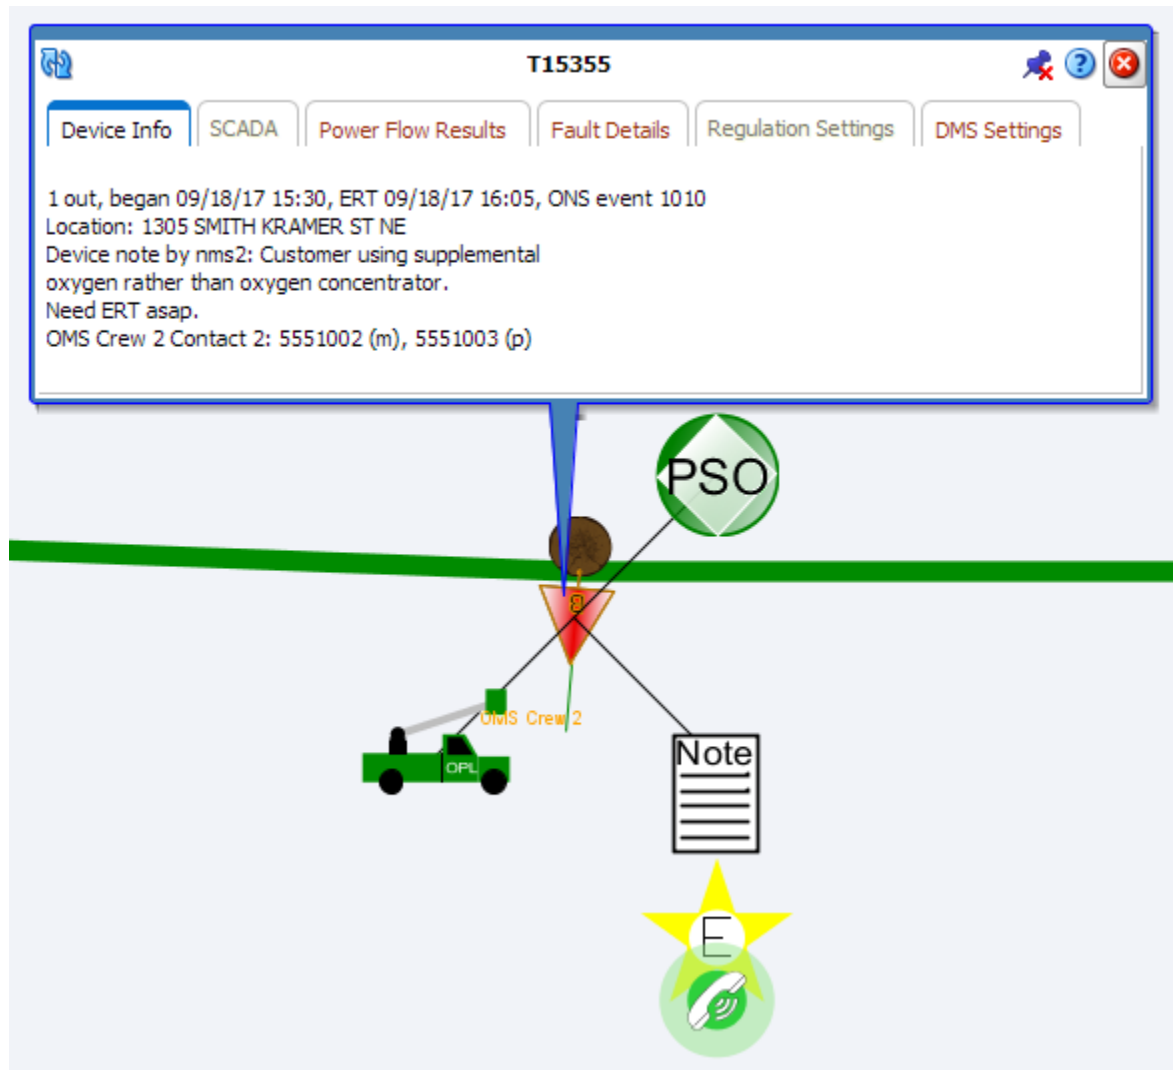 T15355
Device Info SCADA Power Flow Results Fault Details Regulation Settings DMS Settings
1 out, began 09/18/17 15:30, ERT 09/18/17 16:05, ONS event 1010
Location: 1305 SMITH KRAMER ST NE
Device note by nms2: Customer using supplemental
oxygen rather than oxygen concentrator.
Need ERT asap.
OMS Crew 2 Contact 2: 5551002 (m), 5551003 (p)
PSO
OMS Crew 2
OPL
Note
E